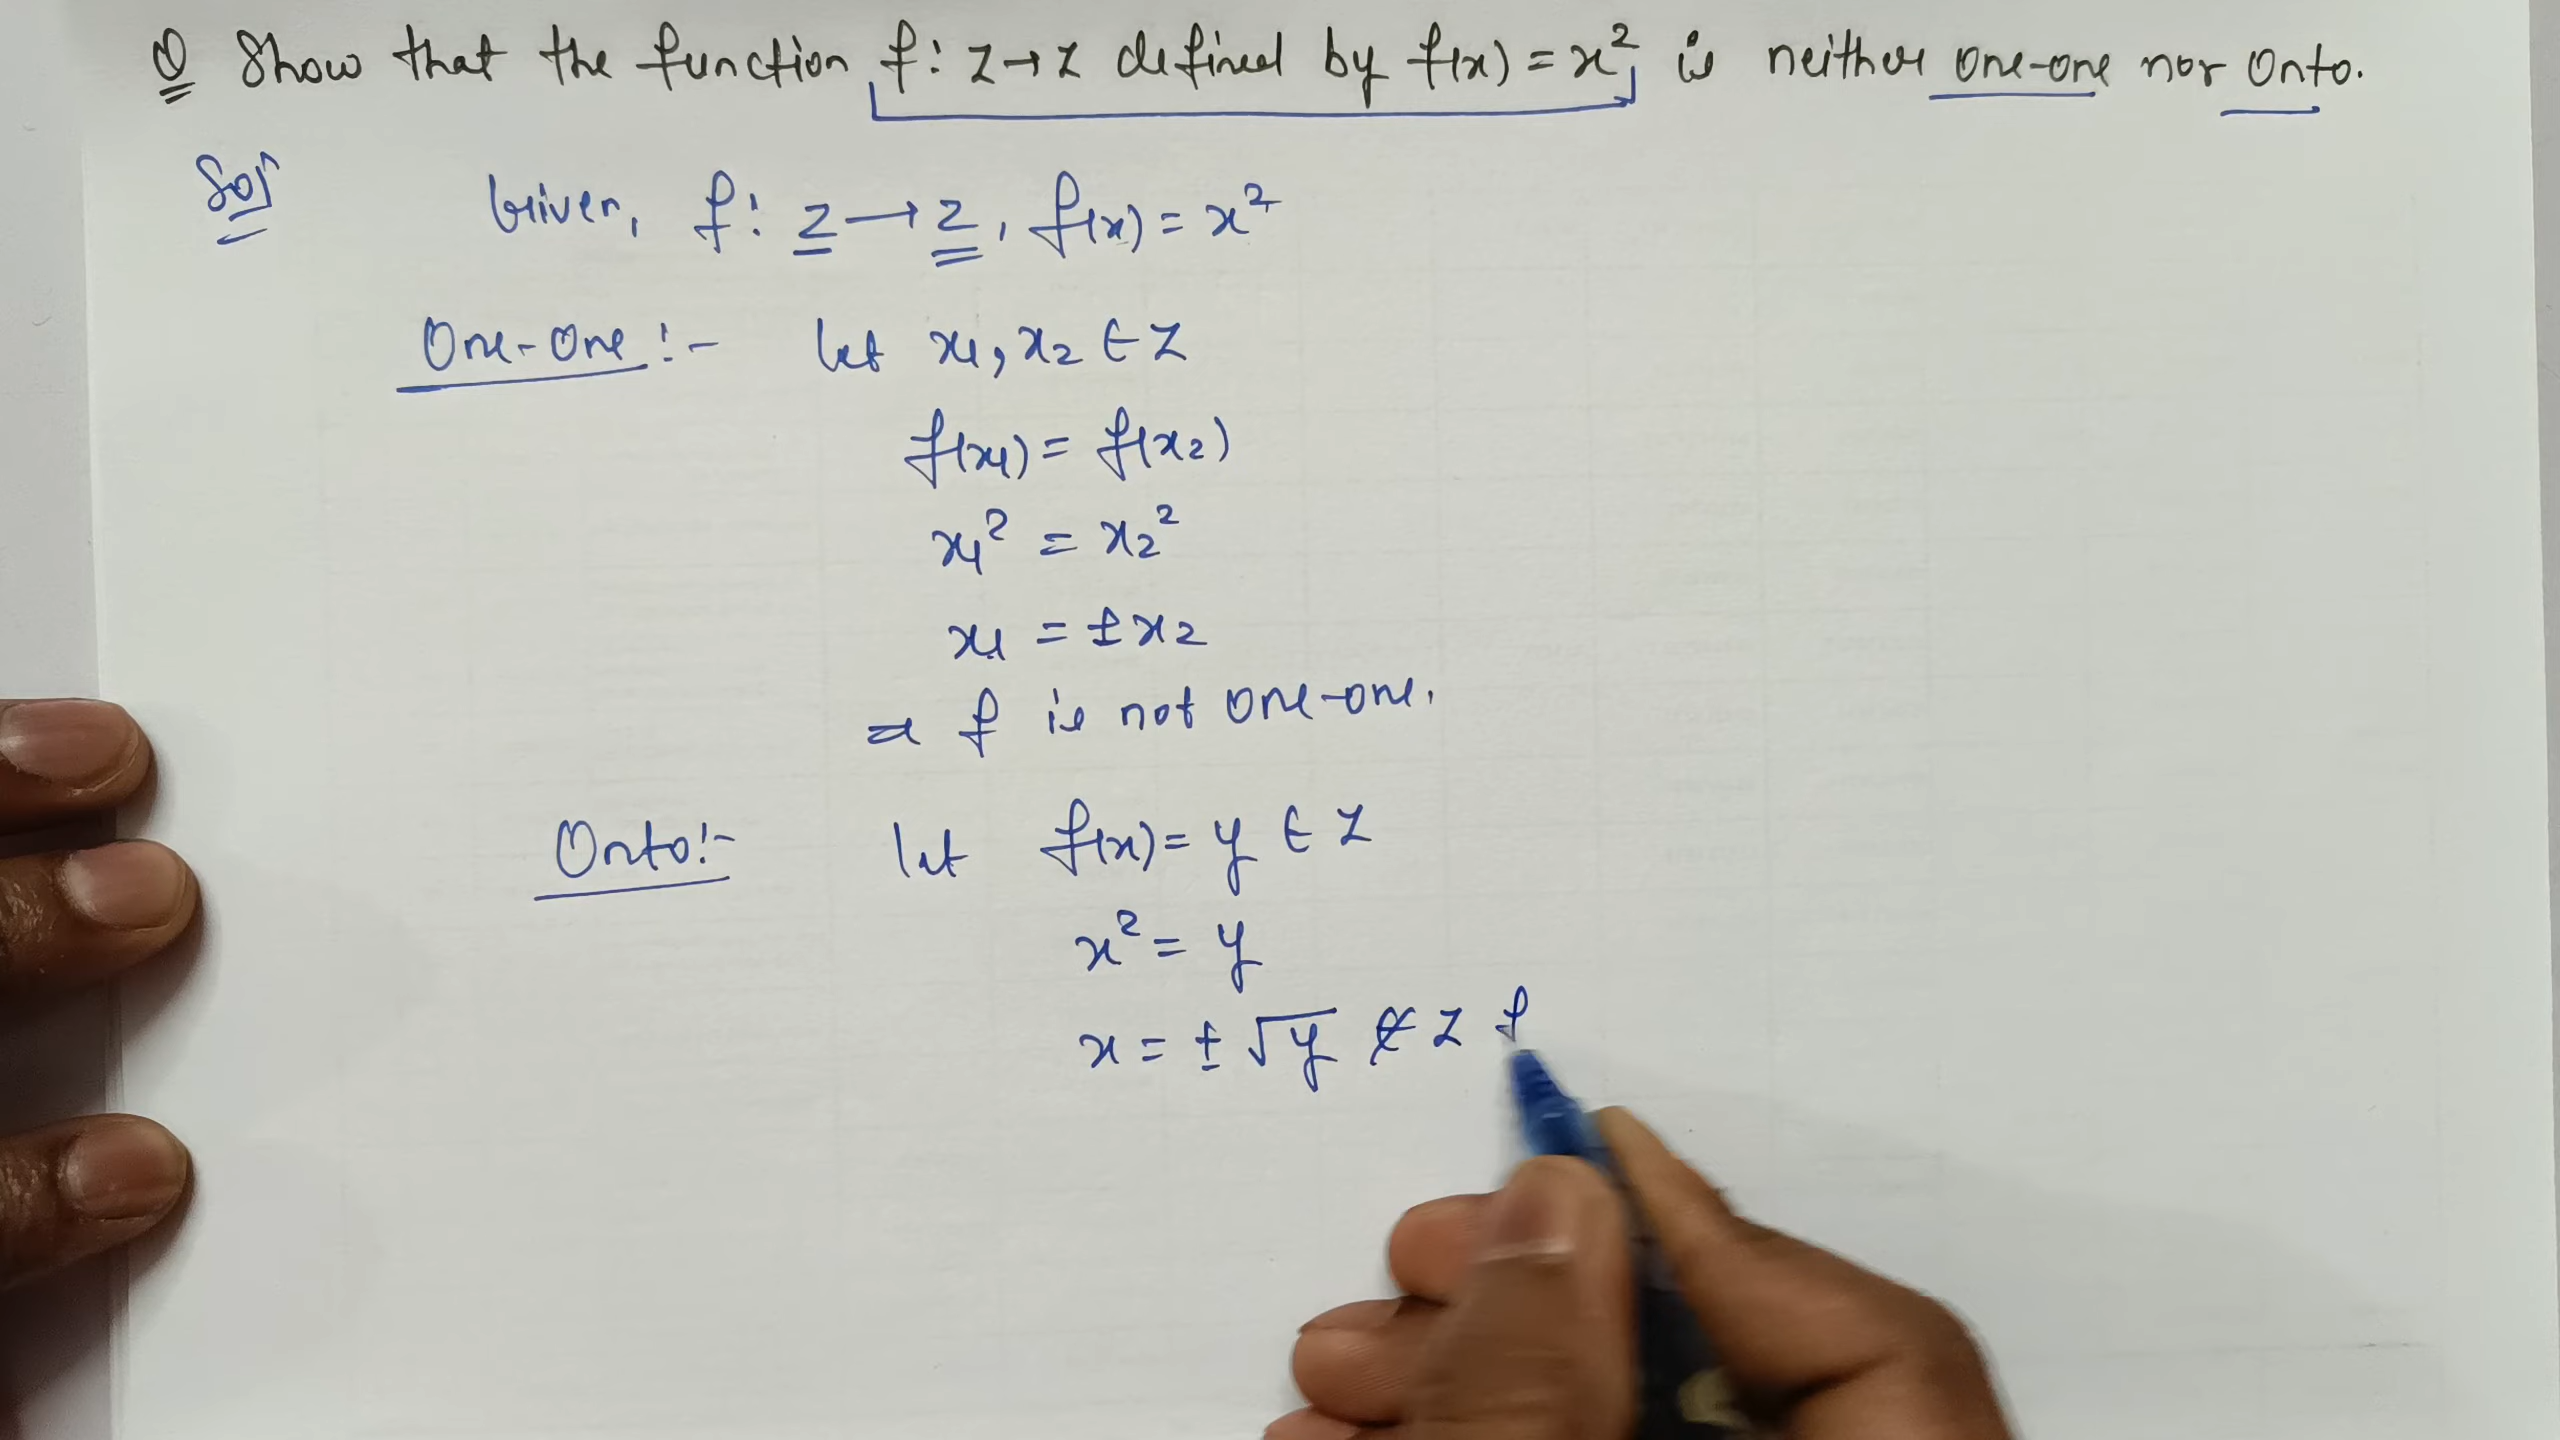 Q Show that the function f: Z→Z defined by f(x) = x² is neither one-one nor onto.
Solⁿ Given, f: Z → Z, f(x) = x²
One-One :- let x₁, x₂ ∈ Z
f(x₁) = f(x₂)
x₁² = x₂²
x₁ = ± x₂
⇒ f is not one-one.
Onto :- let f(x) = y ∈ Z
x² = y
x = ± √y ∉ Z f